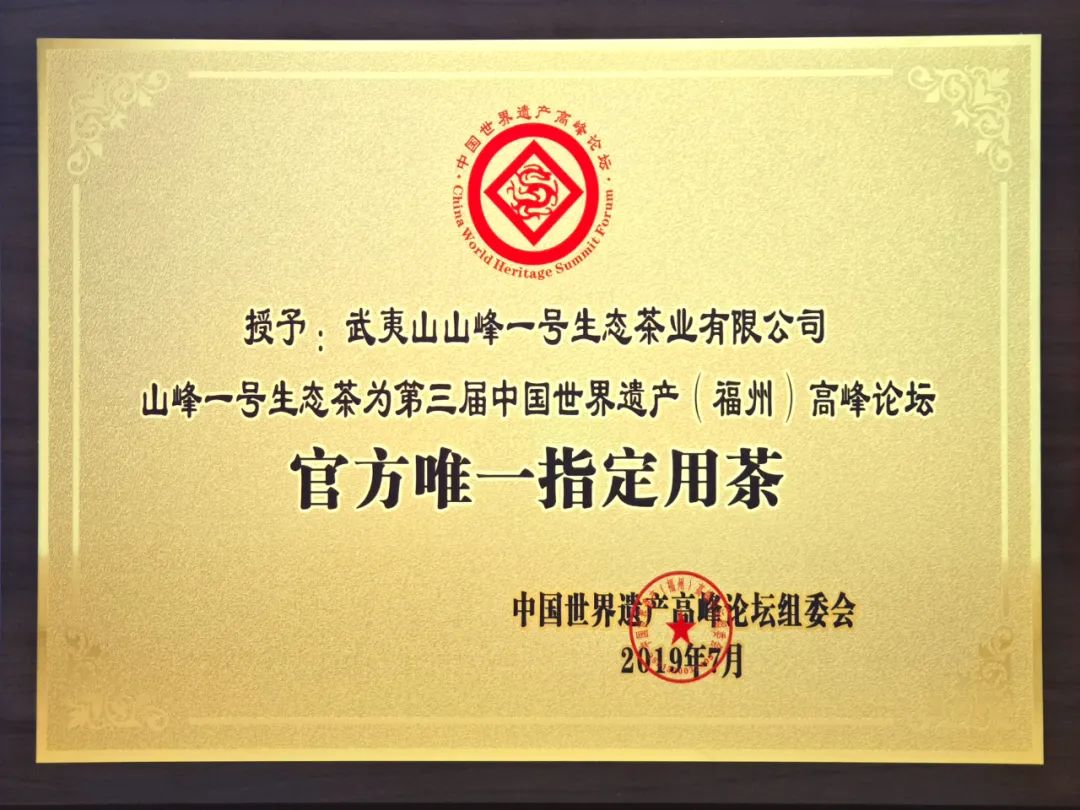 ·中国世界遗产高峰论坛·
China World Heritage Summit Forum
授予：武夷山山峰一号生态茶业有限公司
山峰一号生态茶为第三届中国世界遗产（福州）高峰论坛
官方唯一指定用茶
中国世界遗产高峰论坛组委会
2019年7月